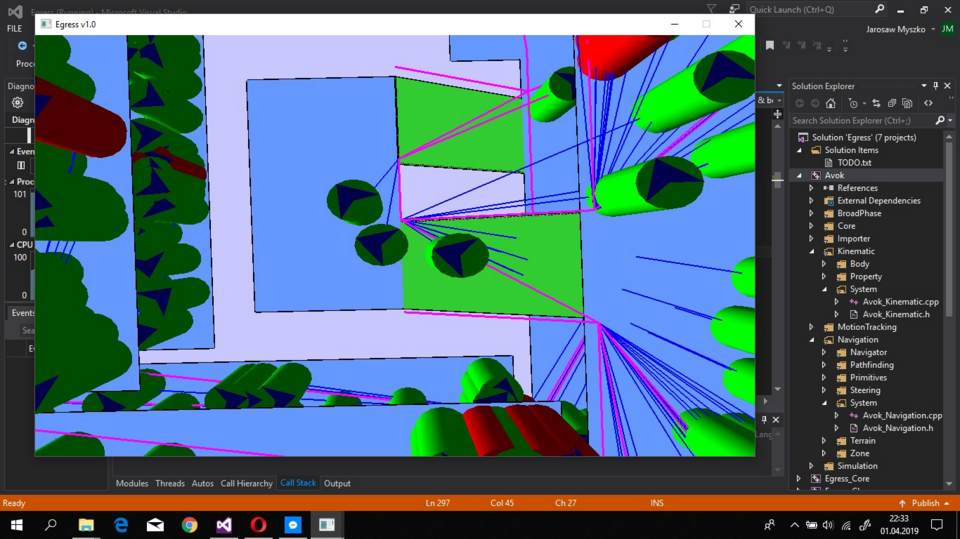 Egress (Running) - Microsoft Visual Studio
Quick Launch (Ctrl+Q)
Egress v1.0
FILE
Jarosaw Myszko
JM
Proce
Diagno
Solution Explorer
Diagn
& b
Search Solution Explorer (Ctrl+;)
Solution 'Egress' (7 projects)
Solution Items
TODO.txt
Even
Avok
References
Proc
External Dependencies
101
BroadPhase
Core
0
Importer
CPU
Kinematic
100
Body
Property
0
System
Avok_Kinematic.cpp
Events
Avok_Kinematic.h
Sea
MotionTracking
Navigation
E
Navigator
Pathfinding
Primitives
Steering
System
Avok_Navigation.cpp
Lang
Avok_Navigation.h
Terrain
Zone
Simulation
Modules Threads Autos Call Hierarchy Call Stack Output
Egress_Core
Ready
Ln 297
Col 45
Ch 27
INS
Publish
22:33
01.04.2019